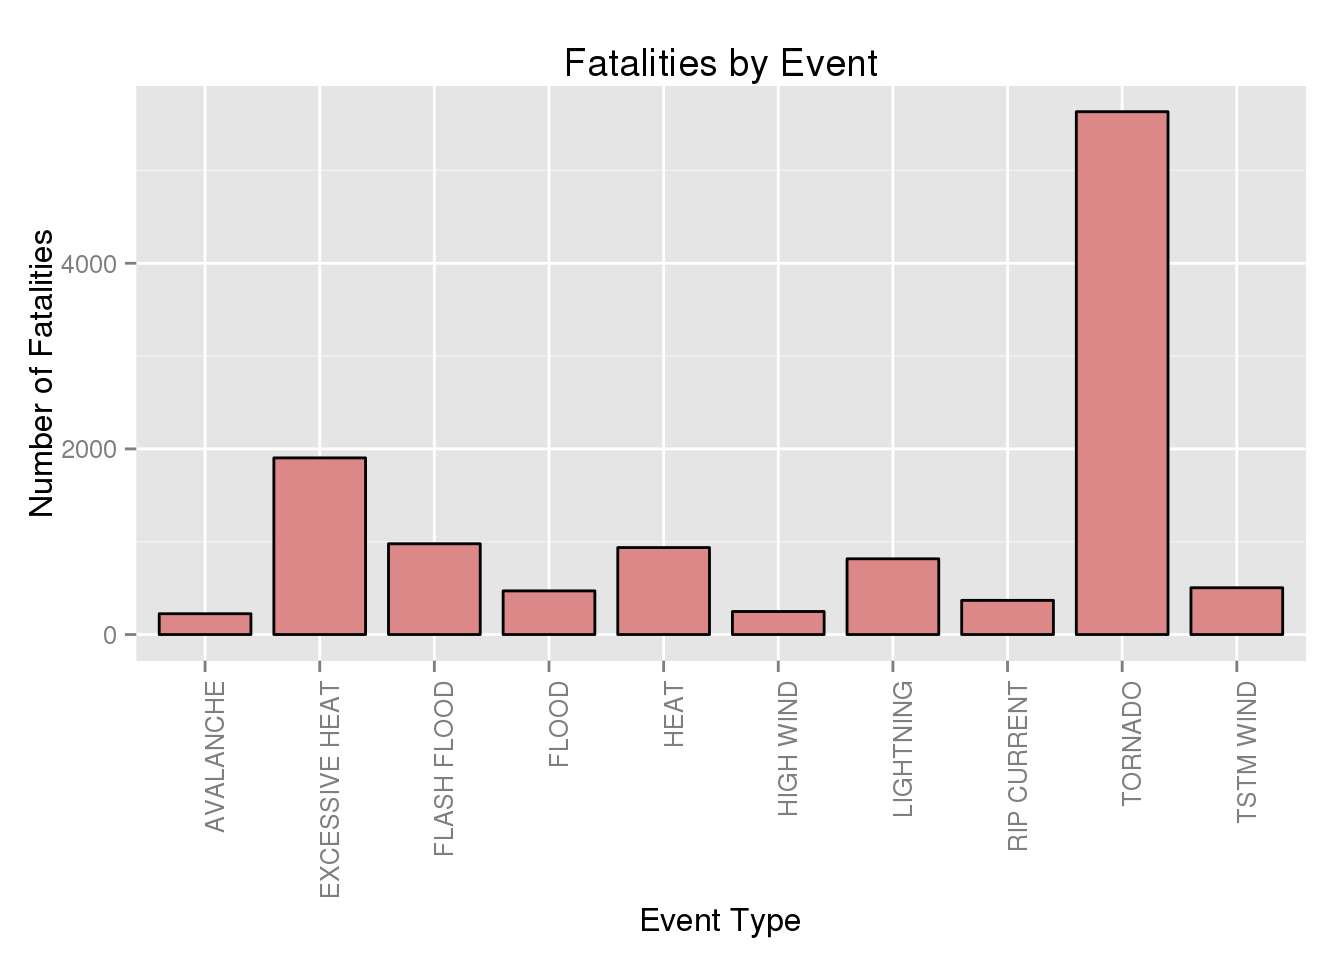 Fatalities by Event
Number of Fatalities
4000
2000
0
AVALANCHE
EXCESSIVE HEAT
FLASH FLOOD
FLOOD
HEAT
HIGH WIND
LIGHTNING
RIP CURRENT
TORNADO
TSTM WIND
Event Type